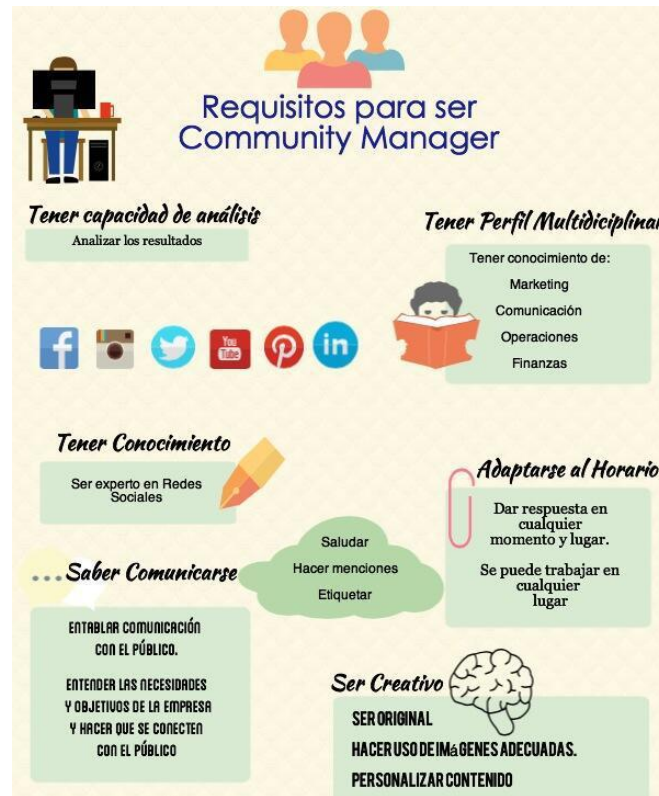 Requisitos para ser
Community Manager
Tener capacidad de análisis
Analizar los resultados
Tener Perfil Multidiciplinar
Tener conocimiento de:
Marketing
Comunicación
Operaciones
Finanzas
f
You
Tube
in
Tener Conocimiento
Ser experto en Redes
Sociales
Adaptarse al Horario
Dar respuesta en
cualquier
momento y lugar.
Se puede trabajar en
cualquier
lugar
Saludar
Hacer menciones
Etiquetar
...Saber Comunicarse
ENTABLAR COMUNICACIÓN
CON EL PÚBLICO.
ENTENDER LAS NECESIDADES
Y OBJETIVOS DE LA EMPRESA
Y HACER QUE SE CONECTEN
CON EL PÚBLICO
Ser Creativo
SER ORIGINAL
HACER USO DE IMáGENES ADECUADAS.
PERSONALIZAR CONTENIDO